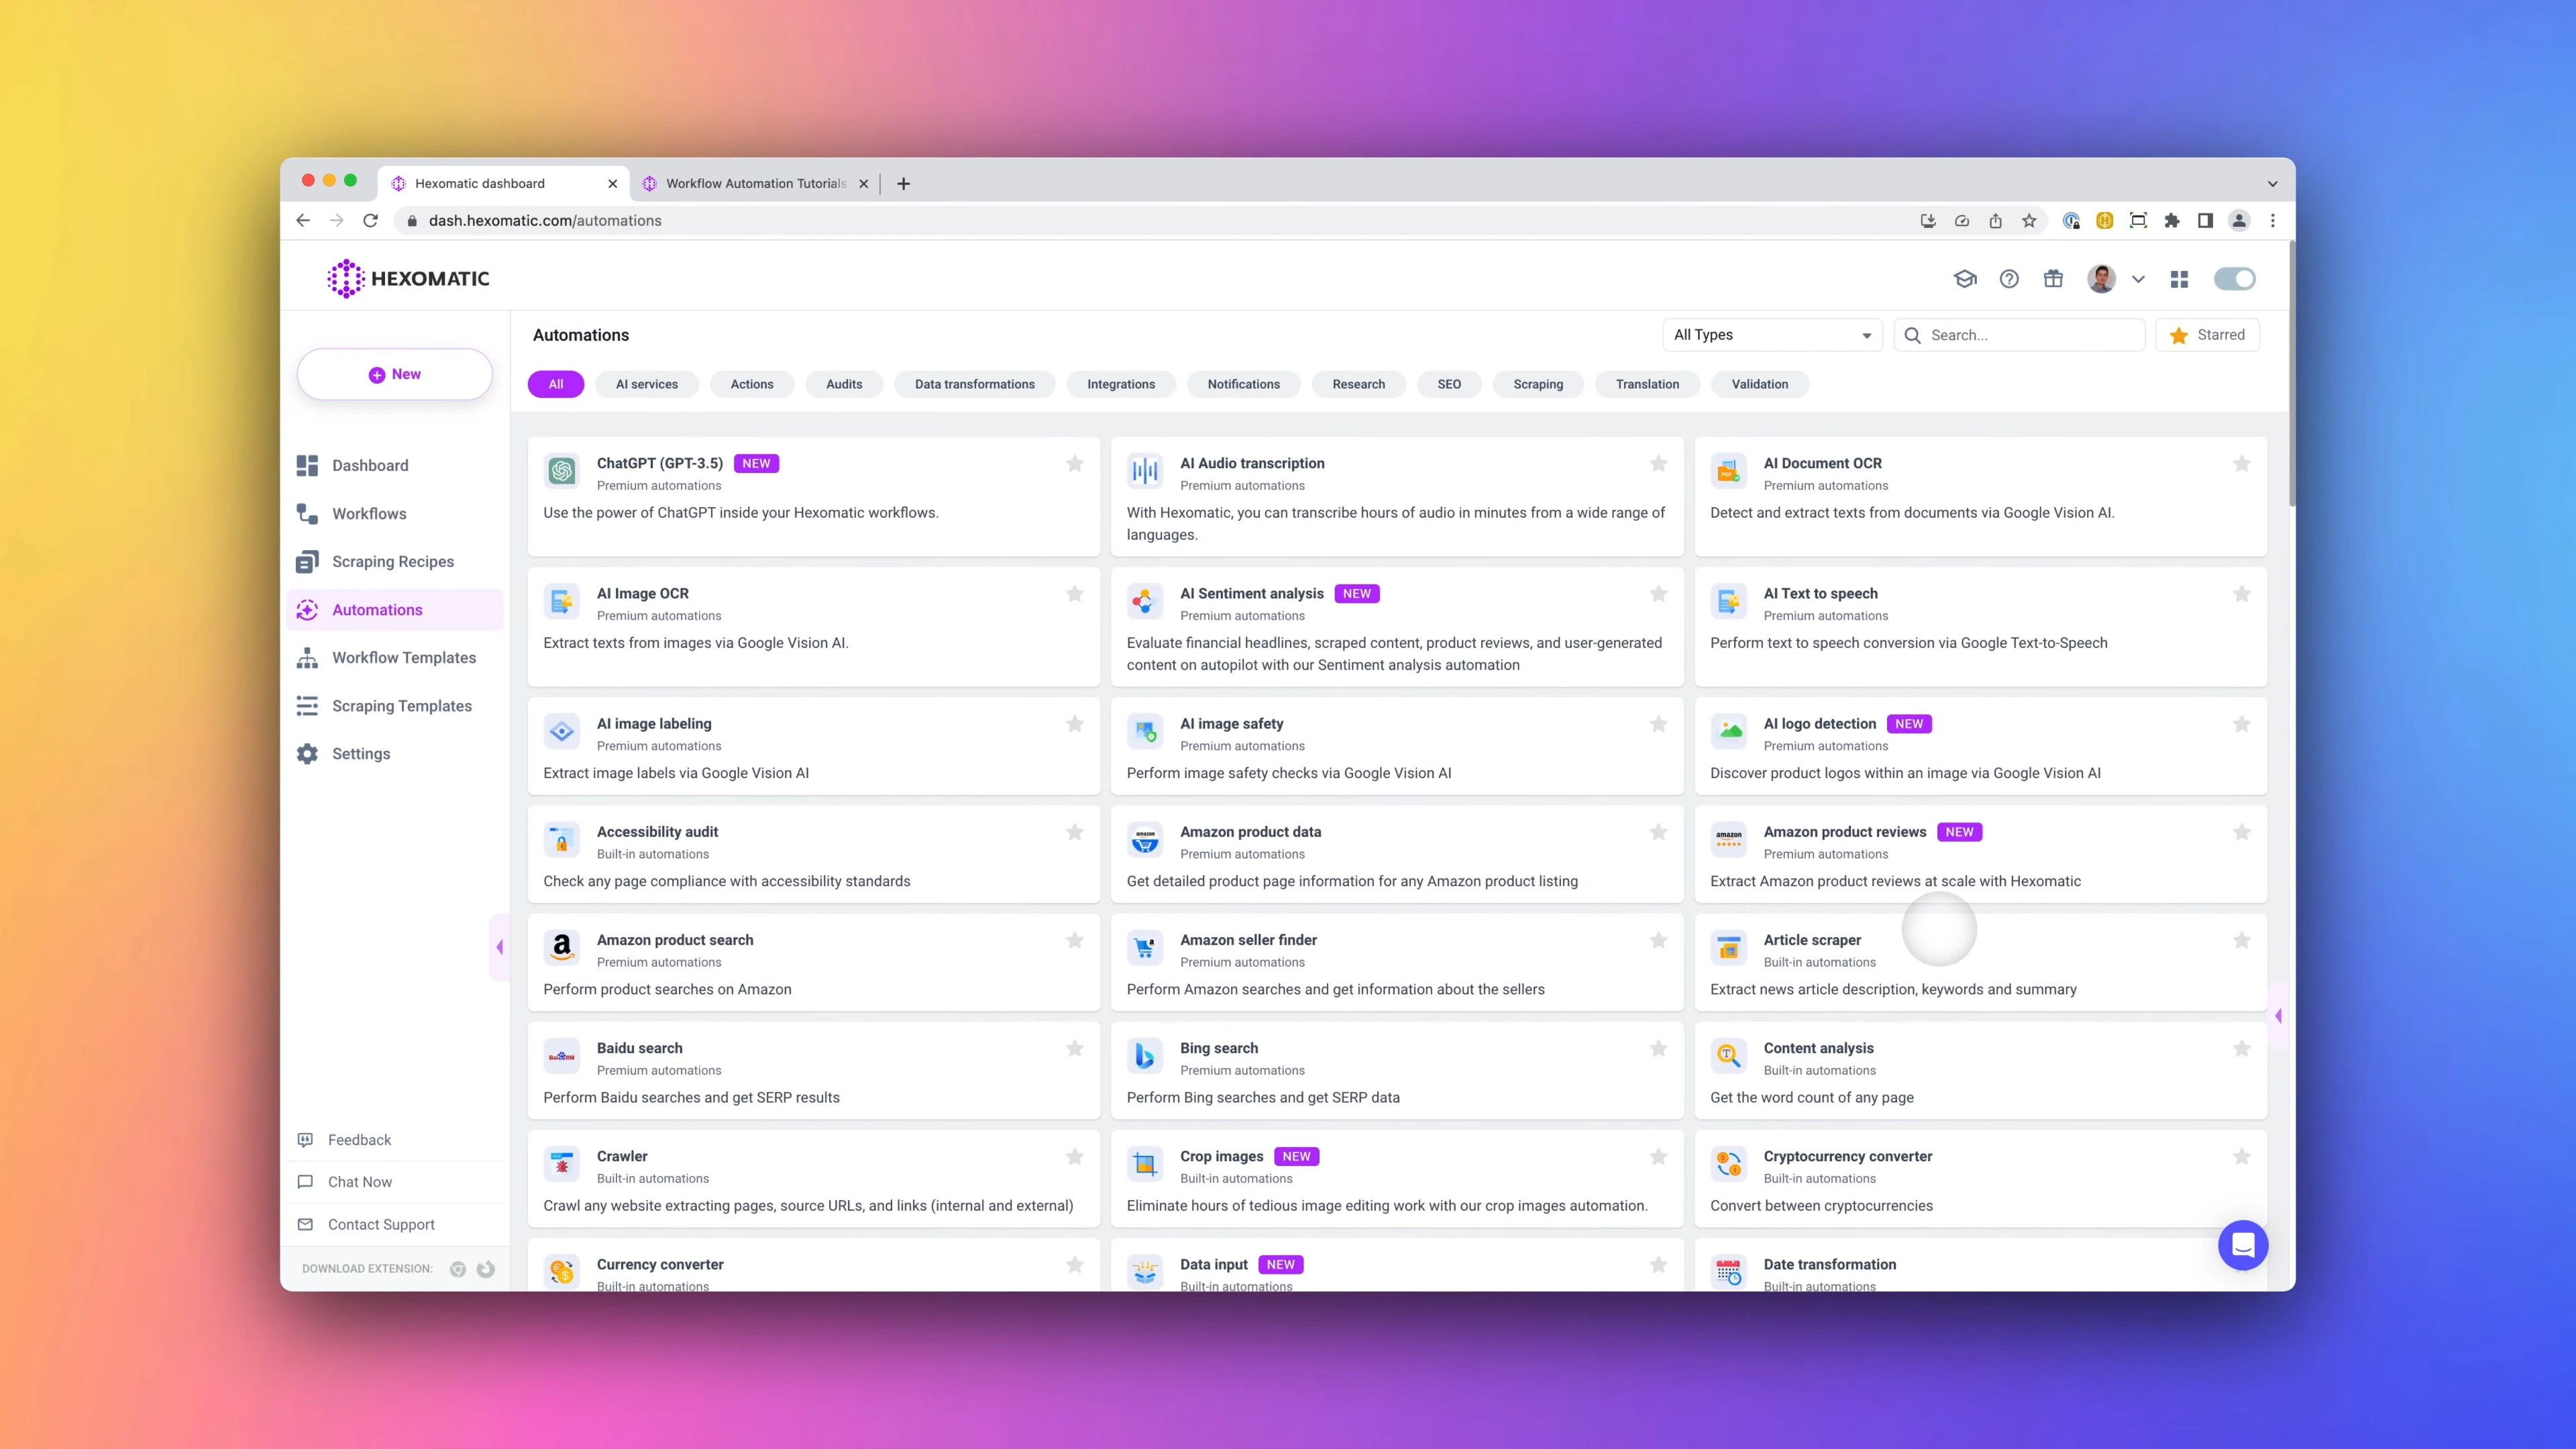 Hexomatic dashboard
Workflow Automation Tutorials
dash.hexomatic.com/automations
HEXOMATIC
New
Dashboard
Workflows
Scraping Recipes
Automations
Workflow Templates
Scraping Templates
Settings
Feedback
Chat Now
Contact Support
DOWNLOAD EXTENSION:
Automations
All Types
Search...
Starred
All
AI services
Actions
Audits
Data transformations
Integrations
Notifications
Research
SEO
Scraping
Translation
Validation
ChatGPT (GPT-3.5) NEW
Premium automations
Use the power of ChatGPT inside your Hexomatic workflows.
AI Audio transcription
Premium automations
With Hexomatic, you can transcribe hours of audio in minutes from a wide range of
languages.
AI Document OCR
Premium automations
Detect and extract texts from documents via Google Vision AI.
AI Image OCR
Premium automations
Extract texts from images via Google Vision AI.
AI Sentiment analysis NEW
Premium automations
Evaluate financial headlines, scraped content, product reviews, and user-generated
content on autopilot with our Sentiment analysis automation
AI Text to speech
Premium automations
Perform text to speech conversion via Google Text-to-Speech
AI image labeling
Premium automations
Extract image labels via Google Vision AI
AI image safety
Premium automations
Perform image safety checks via Google Vision AI
AI logo detection NEW
Premium automations
Discover product logos within an image via Google Vision AI
Accessibility audit
Built-in automations
Check any page compliance with accessibility standards
amazon
Amazon product data
Premium automations
Get detailed product page information for any Amazon product listing
amazon
Amazon product reviews NEW
Premium automations
Extract Amazon product reviews at scale with Hexomatic
Amazon product search
Premium automations
Perform product searches on Amazon
Amazon seller finder
Premium automations
Perform Amazon searches and get information about the sellers
Article scraper
Built-in automations
Extract news article description, keywords and summary
Baidu search
Premium automations
Perform Baidu searches and get SERP results
Bing search
Premium automations
Perform Bing searches and get SERP data
Content analysis
Built-in automations
Get the word count of any page
Crawler
Built-in automations
Crawl any website extracting pages, source URLs, and links (internal and external)
Crop images NEW
Built-in automations
Eliminate hours of tedious image editing work with our crop images automation.
Cryptocurrency converter
Built-in automations
Convert between cryptocurrencies
Currency converter
Built-in automations
Data input NEW
Built-in automations
Date transformation
Built-in automations